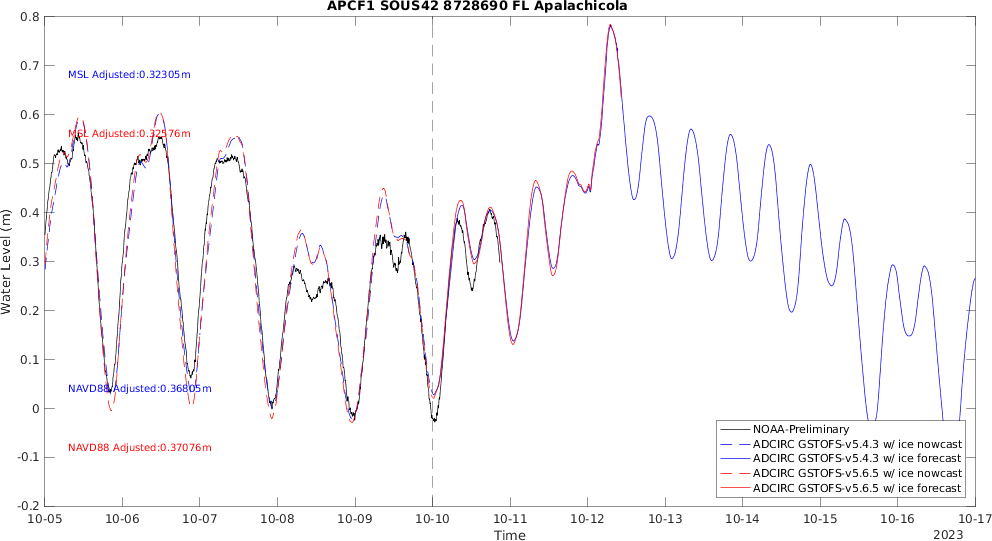 APCF1 SOUS42 8728690 FL Apalachicola
0.8
0.7
0.6
0.5
0.4
0.3
0.2
0.1
0
-0.1
-0.2
Water Level (m)
MSL Adjusted:0.32305m
MSL Adjusted:0.32576m
NAVD88 Adjusted:0.36805m
NAVD88 Adjusted:0.37076m
NOAA-Preliminary
ADCIRC GSTOFS-v5.4.3 w/ ice nowcast
ADCIRC GSTOFS-v5.4.3 w/ ice forecast
ADCIRC GSTOFS-v5.6.5 w/ ice nowcast
ADCIRC GSTOFS-v5.6.5 w/ ice forecast
10-05 10-06 10-07 10-08 10-09 10-10 10-11 10-12 10-13 10-14 10-15 10-16 10-17
Time
2023